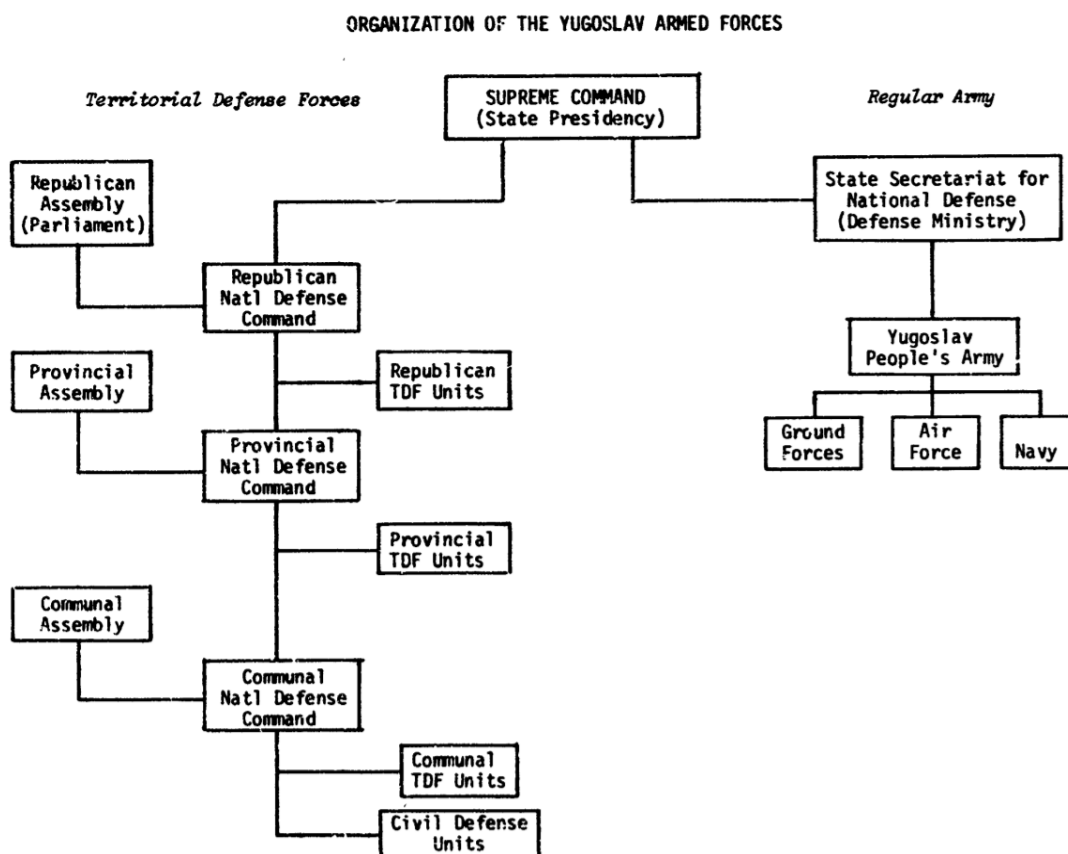 ORGANIZATION OF THE YUGOSLAV ARMED FORCES
Territorial Defense Forces
SUPREME COMMAND
(State Presidency)
Regular Army
Republican
Assembly
(Parliament)
State Secretariat for
National Defense
(Defense Ministry)
Republican
Natl Defense
Command
Yugoslav
People's Army
Provincial
Assembly
Republican
TDF Units
Ground
Forces
Air
Force
Navy
Provincial
Natl Defense
Command
Provincial
TDF Units
Communal
Assembly
Communal
Natl Defense
Command
Communal
TDF Units
Civil Defense
Units